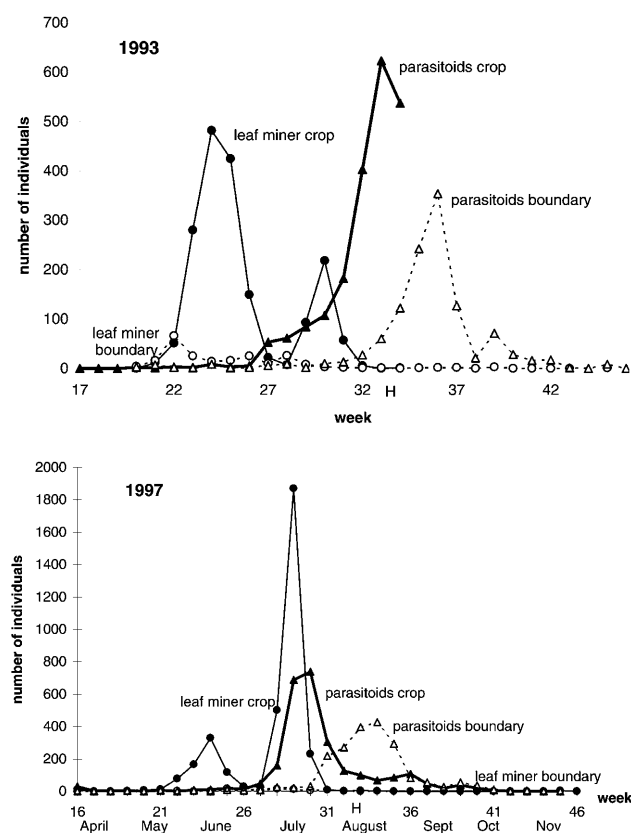 700
1993
600
parasitoids crop
500
leaf miner crop
number of individuals
400
parasitoids boundary
300
200
100
leaf miner
boundary
0
17 22 27 32 H 37 42
week
2000
1997
1800
1600
1400
1200
number of individuals
1000
800
leaf miner crop
parasitoids crop
600
parasitoids boundary
400
200
leaf miner boundary
0
week
16 21 26 31 H 36 41 46
April May June July August Sept Oct Nov